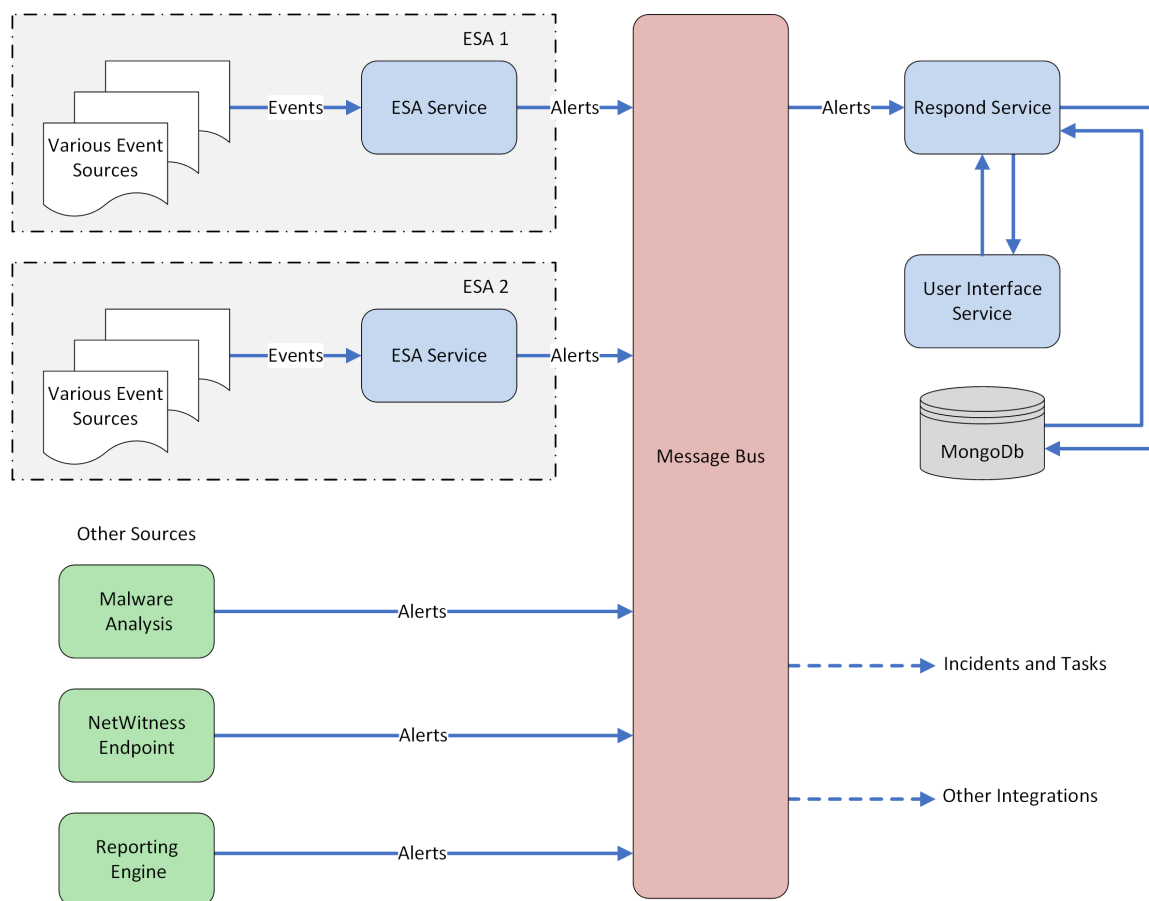 ESA 1
Various Event
Sources
Events
ESA Service
Alerts
ESA 2
Various Event
Sources
Events
ESA Service
Alerts
Other Sources
Malware
Analysis
Alerts
NetWitness
Endpoint
Alerts
Reporting
Engine
Alerts
Message Bus
Alerts
Respond Service
User Interface
Service
MongoDb
Incidents and Tasks
Other Integrations